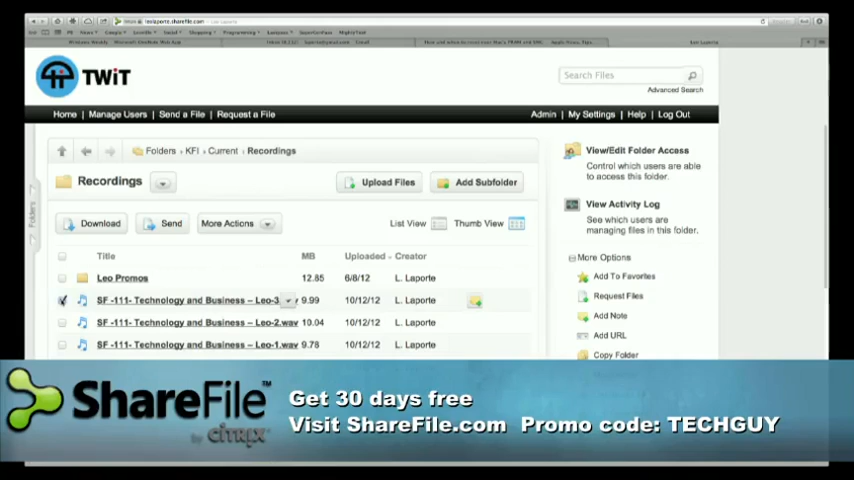 leolaporte.sharefile.com
TWiT
Search Files
Advanced Search
Home | Manage Users | Send a File | Request a File
Admin | My Settings | Help | Log Out
Folders
Folders › KFI › Current › Recordings
Recordings
Upload Files
Add Subfolder
Download
Send
More Actions
List View
Thumb View
Title MB Uploaded Creator
Leo Promos 12.85 6/8/12 L. Laporte
SF -111- Technology and Business – Leo-3 9.99 10/12/12 L. Laporte
SF -111- Technology and Business – Leo-2.wav 10.04 10/12/12 L. Laporte
SF -111- Technology and Business – Leo-1.wav 9.78 10/12/12 L. Laporte
View/Edit Folder Access
Control which users are able
to access this folder.
View Activity Log
See which users are
managing files in this folder.
More Options
Add To Favorites
Request Files
Add Note
Add URL
Copy Folder
ShareFile™
by CITRIX
Get 30 days free
Visit ShareFile.com Promo code: TECHGUY